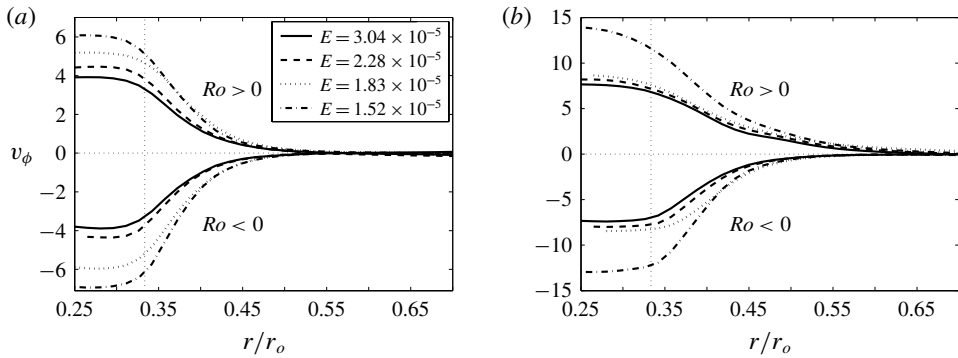 (a)
6
4
2
0
−2
−4
−6
v_ϕ
E = 3.04 × 10⁻⁵
E = 2.28 × 10⁻⁵
E = 1.83 × 10⁻⁵
E = 1.52 × 10⁻⁵
Ro > 0
Ro < 0
0.25 0.35 0.45 0.55 0.65
r/r_o
(b)
15
10
5
0
−5
−10
−15
Ro > 0
Ro < 0
0.25 0.35 0.45 0.55 0.65
r/r_o